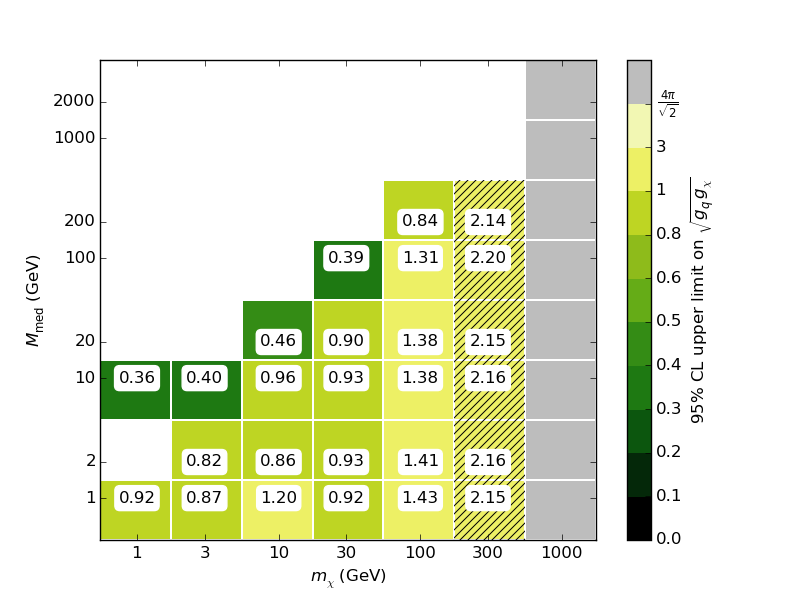 2000
1000
200
100
20
10
2
1
M_med (GeV)
0.84 2.14
0.39 1.31 2.20
0.46 0.90 1.38 2.15
0.36 0.40 0.96 0.93 1.38 2.16
0.82 0.86 0.93 1.41 2.16
0.92 0.87 1.20 0.92 1.43 2.15
1 3 10 30 100 300 1000
m_χ (GeV)
4π/√2
3
1
0.8
0.6
0.5
0.4
0.3
0.2
0.1
0.0
95% CL upper limit on √g_q g_χ